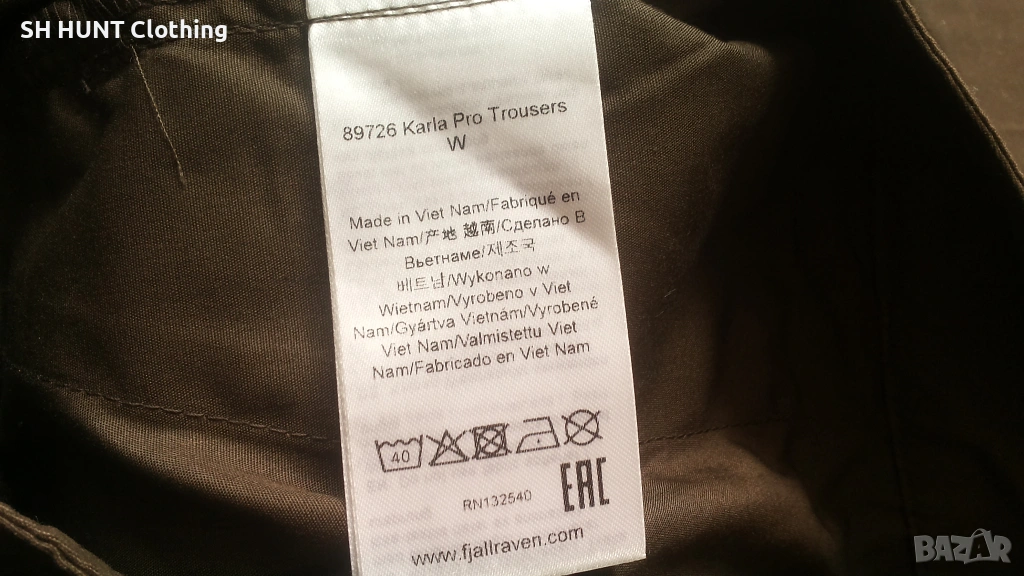 SH HUNT Clothing
89726 Karla Pro Trousers
W
Made in Viet Nam/Fabriqué en
Viet Nam/产地 越南/Сделано В
Вьетнаме/제조국
베트남/Wykonano w
Wietnam/Vyrobeno v Viet
Nam/Gyártva Vietnám/Vyrobené
Viet Nam/Valmistettu Viet
Nam/Fabricado en Viet Nam
40
EAC
RN132540
www.fjallraven.com
BAZAR